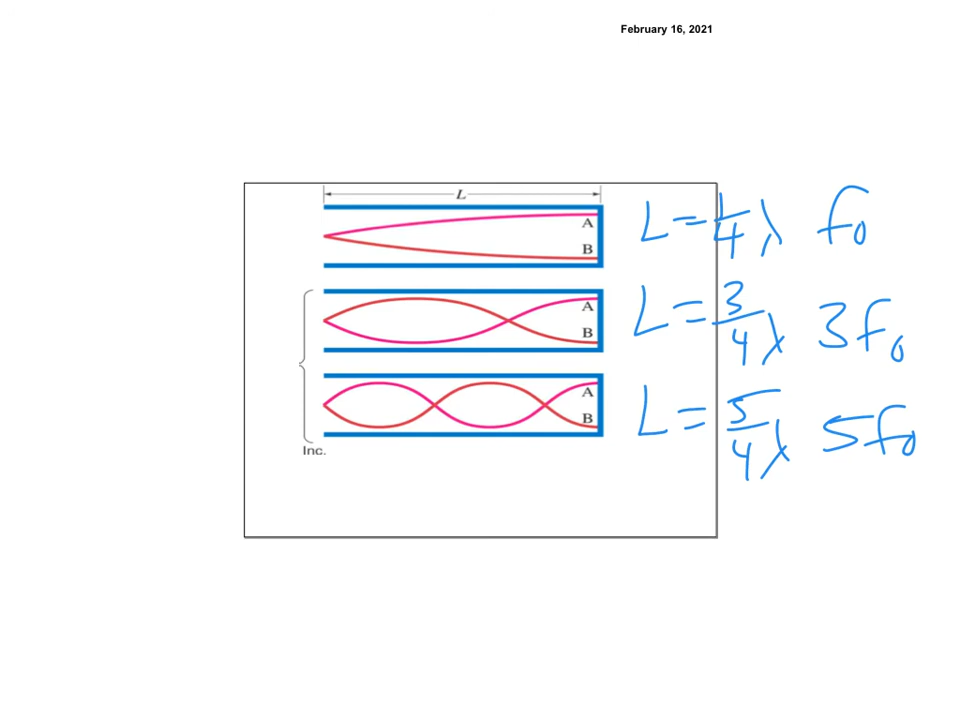 February 16, 2021
L
A
B
L = 1/4 λ f₀
A
B
L = 3/4 λ 3f₀
A
B
L = 5/4 λ 5f₀
Inc.